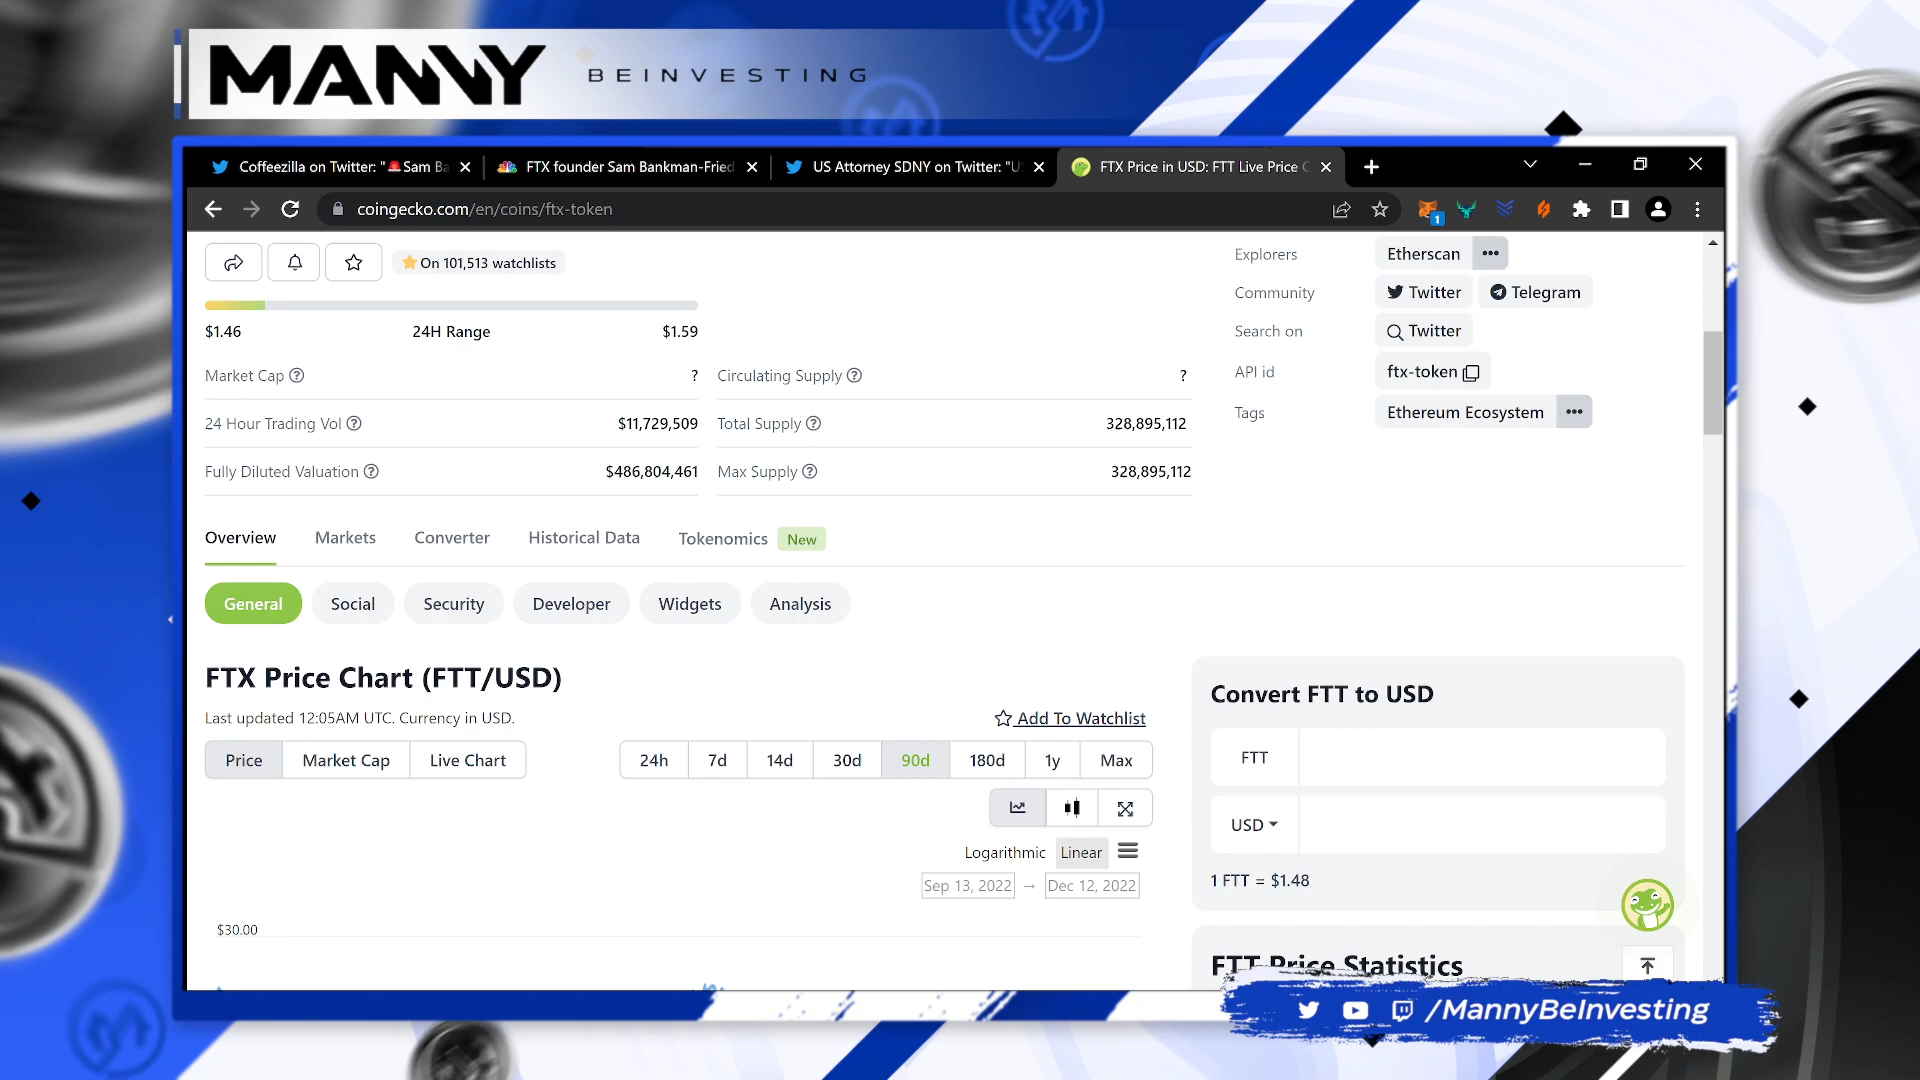 MANNY BEINVESTING
Coffeezilla on Twitter: "🚨Sam Ba
FTX founder Sam Bankman-Fried
US Attorney SDNY on Twitter: "U
FTX Price in USD: FTT Live Price
coingecko.com/en/coins/ftx-token
1
On 101,513 watchlists
$1.46 24H Range $1.59
Market Cap ?
24 Hour Trading Vol $11,729,509
Fully Diluted Valuation $486,804,461
Circulating Supply ?
Total Supply 328,895,112
Max Supply 328,895,112
Explorers Etherscan
Community Twitter Telegram
Search on Twitter
API id ftx-token
Tags Ethereum Ecosystem
Overview Markets Converter Historical Data Tokenomics New
General Social Security Developer Widgets Analysis
FTX Price Chart (FTT/USD)
Last updated 12:05AM UTC. Currency in USD.
Add To Watchlist
Price Market Cap Live Chart
24h 7d 14d 30d 90d 180d 1y Max
Logarithmic Linear
Sep 13, 2022 → Dec 12, 2022
$30.00
Convert FTT to USD
FTT
USD
1 FTT = $1.48
FTT Price Statistics
/MannyBeInvesting